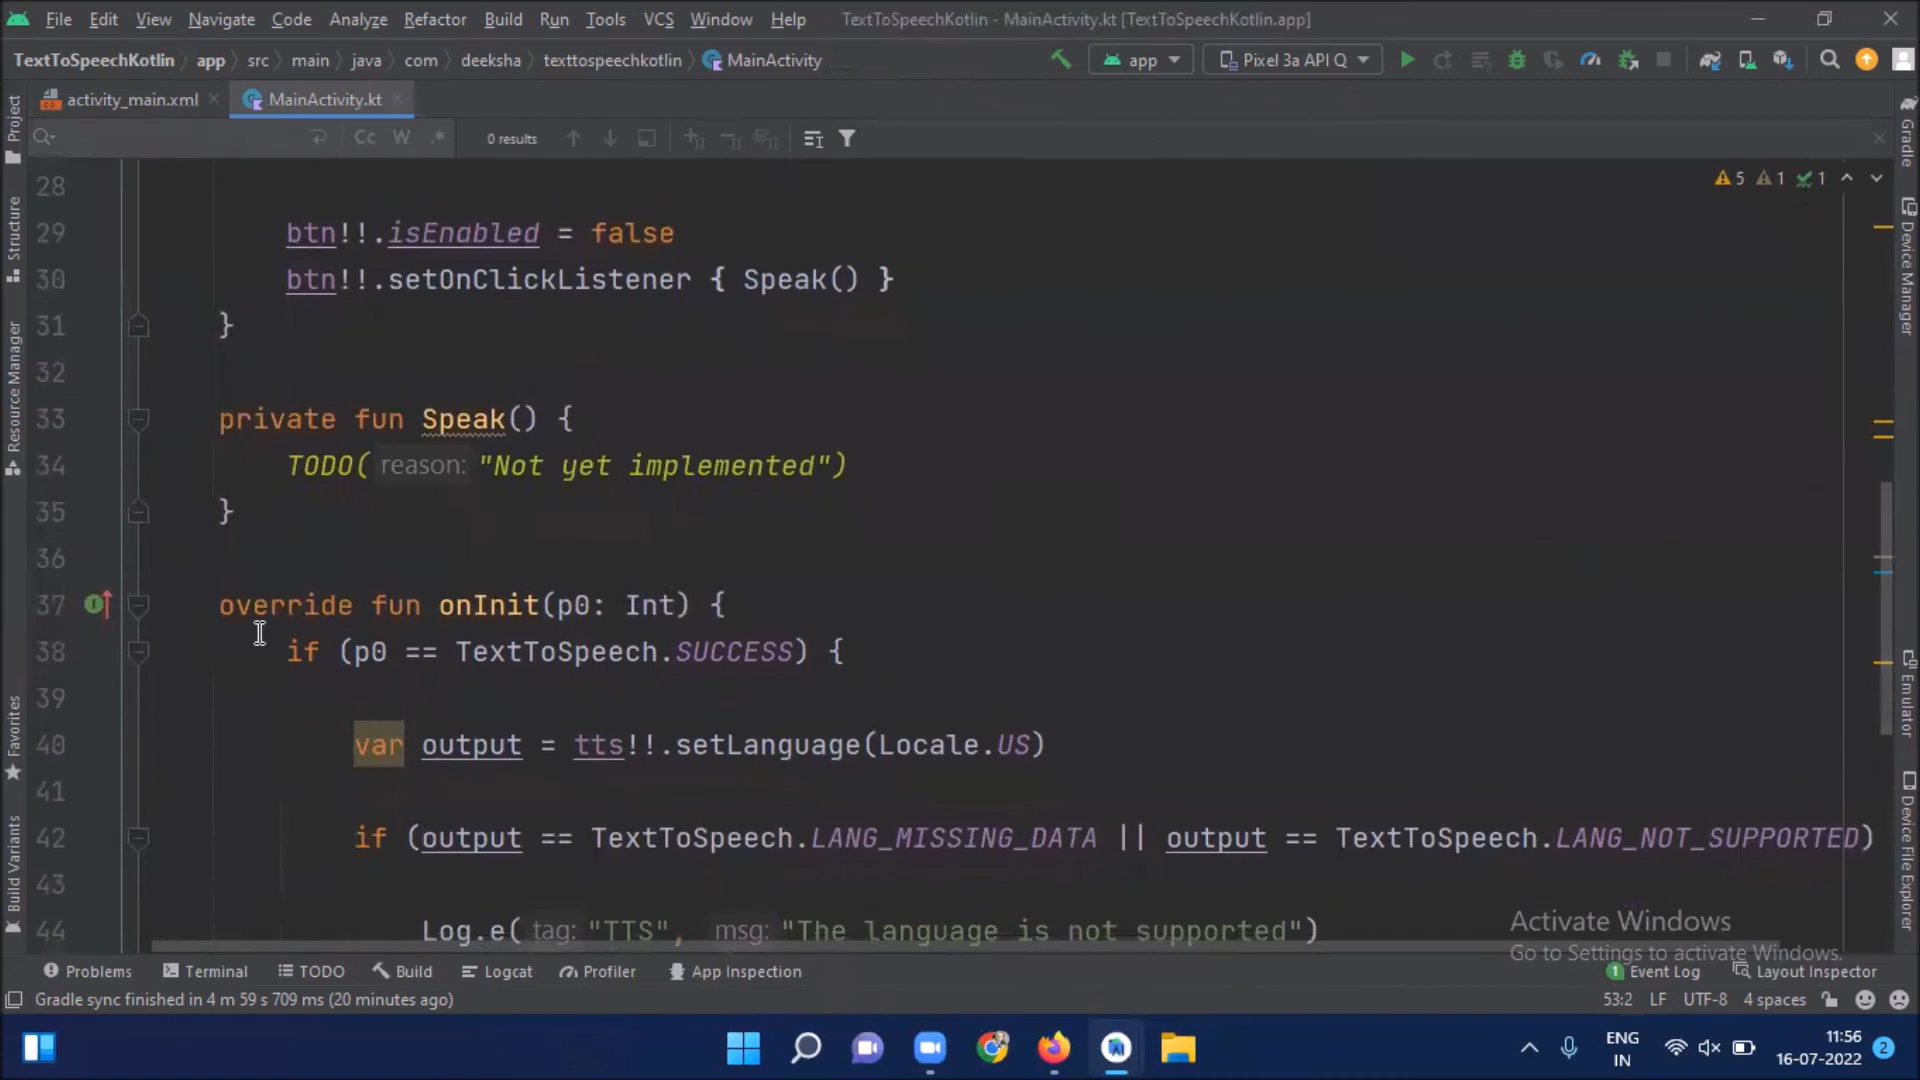 File Edit View Navigate Code Analyze Refactor Build Run Tools VCS Window Help TextToSpeechKotlin - MainActivity.kt [TextToSpeechKotlin.app]
TextToSpeechKotlin app src main java com deeksha texttospeechkotlin MainActivity app Pixel 3a API Q
activity_main.xml MainActivity.kt
Cc W .* 0 results
28 5 1 1
29 btn!!.isEnabled = false
30 btn!!.setOnClickListener { Speak() }
31 }
32
33 private fun Speak() {
34 TODO( reason: "Not yet implemented")
35 }
36
37 override fun onInit(p0: Int) {
38 if (p0 == TextToSpeech.SUCCESS) {
39
40 var output = tts!!.setLanguage(Locale.US)
41
42 if (output == TextToSpeech.LANG_MISSING_DATA || output == TextToSpeech.LANG_NOT_SUPPORTED)
43
44 Log.e( tag: "TTS", msg: "The language is not supported")
Project
Structure
Resource Manager
Favorites
Build Variants
Gradle
Device Manager
Emulator
Device File Explorer
Activate Windows
Go to Settings to activate Windows.
Problems Terminal TODO Build Logcat Profiler App Inspection 1 Event Log Layout Inspector
Gradle sync finished in 4 m 59 s 709 ms (20 minutes ago) 53:2 LF UTF-8 4 spaces
ENG
IN
11:56
16-07-2022 2